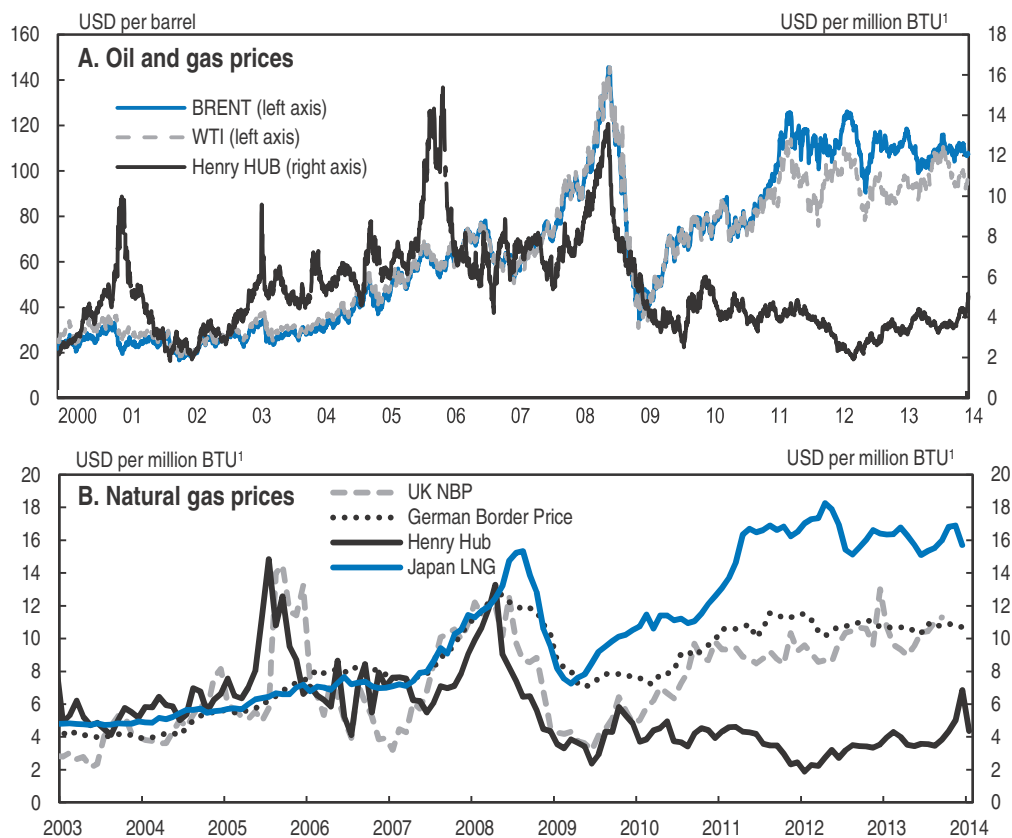 USD per barrel USD per million BTU¹
A. Oil and gas prices
BRENT (left axis)
WTI (left axis)
Henry HUB (right axis)
160 18
140 16
120 14
100 12
80 10
60 8
40 6
20 4
0 2
0
2000 01 02 03 04 05 06 07 08 09 10 11 12 13 14
USD per million BTU¹ USD per million BTU¹
B. Natural gas prices
UK NBP
German Border Price
Henry Hub
Japan LNG
20 20
18 18
16 16
14 14
12 12
10 10
8 8
6 6
4 4
2 2
0 0
2003 2004 2005 2006 2007 2008 2009 2010 2011 2012 2013 2014